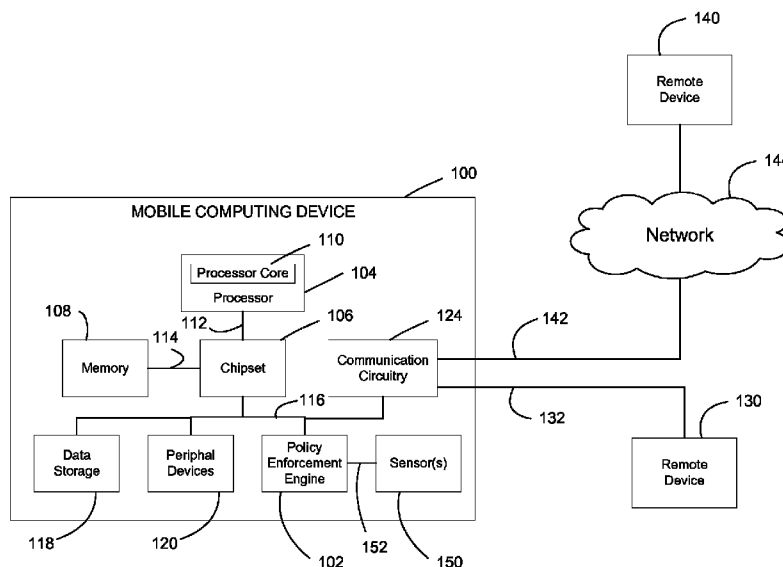 140
Remote
Device
144
Network
100
MOBILE COMPUTING DEVICE
110
Processor Core
104
Processor
108
112
106
124
142
114
Memory
Chipset
Communication
Circuitry
132
116
130
Data
Storage
Periphal
Devices
Policy
Enforcement
Engine
Sensor(s)
Remote
Device
118
120
102
152
150